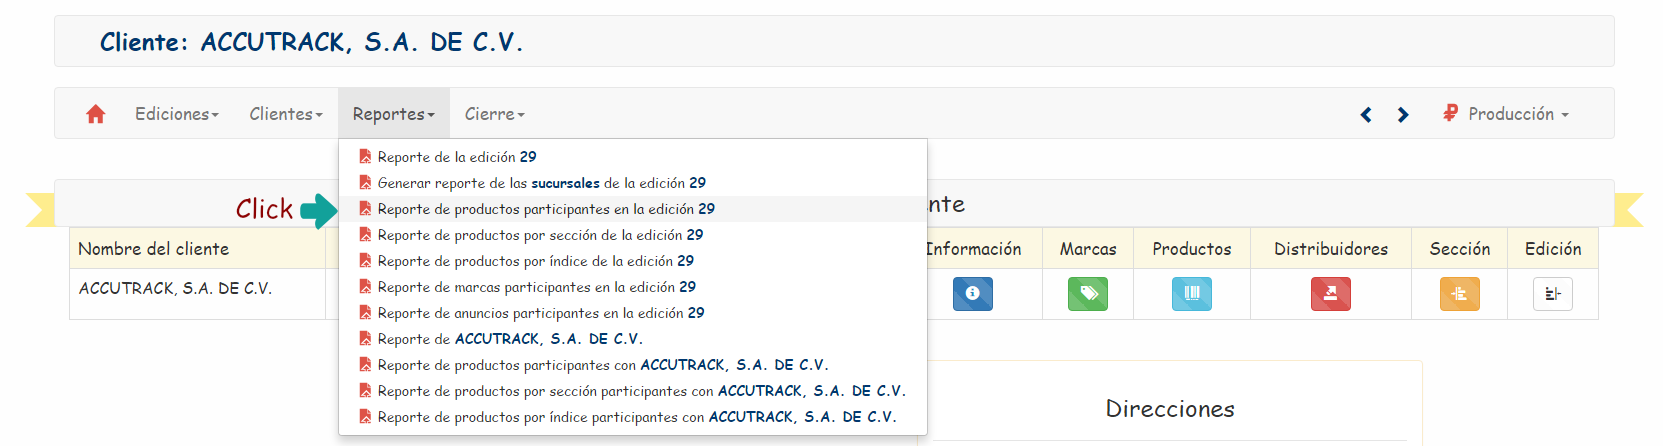 Cliente: ACCUTRACK, S.A. DE C.V.
Ediciones Clientes Reportes Cierre Producción
Reporte de la edición 29
Generar reporte de las sucursales de la edición 29
Click Reporte de productos participantes en la edición 29 nte
Reporte de productos por sección de la edición 29
Nombre del cliente Información Marcas Productos Distribuidores Sección Edición
Reporte de productos por índice de la edición 29
ACCUTRACK, S.A. DE C.V. Reporte de marcas participantes en la edición 29
Reporte de anuncios participantes en la edición 29
Reporte de ACCUTRACK, S.A. DE C.V.
Reporte de productos participantes con ACCUTRACK, S.A. DE C.V.
Reporte de productos por sección participantes con ACCUTRACK, S.A. DE C.V.
Reporte de productos por índice participantes con ACCUTRACK, S.A. DE C.V.
Direcciones